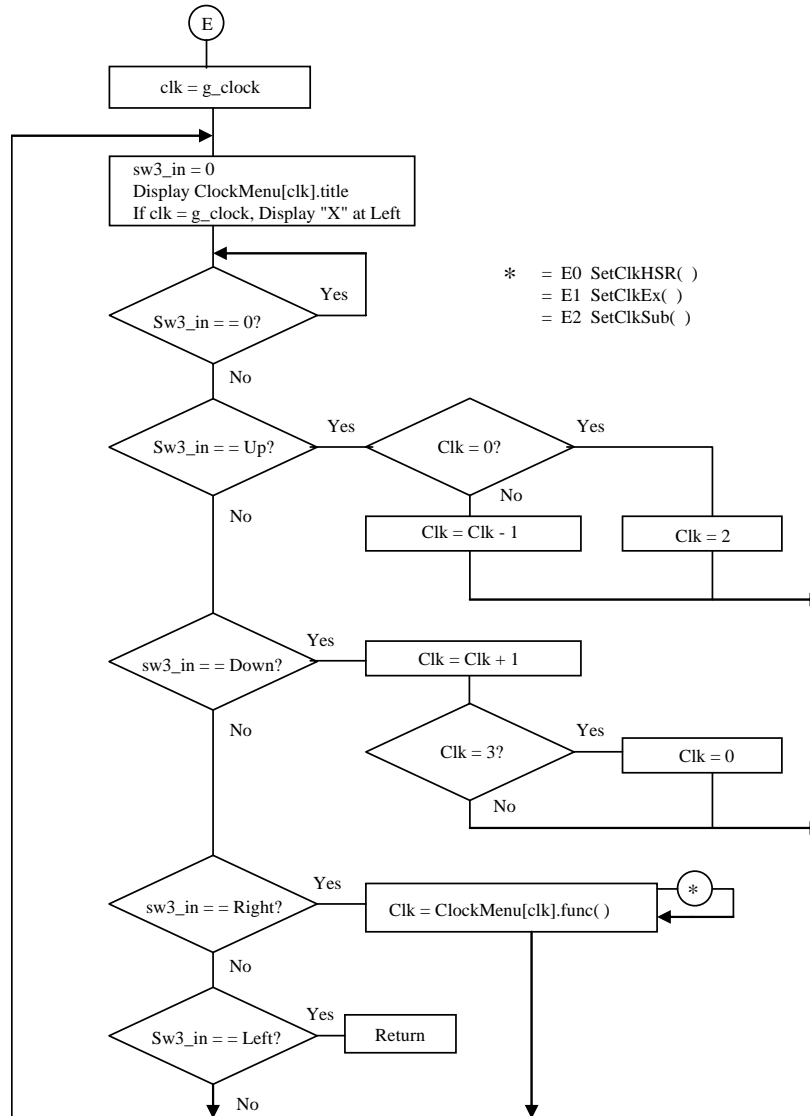 E
clk = g_clock
sw3_in = 0
Display ClockMenu[clk].title
If clk = g_clock, Display "X" at Left
* = E0 SetClkHSR( )
= E1 SetClkEx( )
= E2 SetClkSub( )
Sw3_in = = 0?
Yes
No
Sw3_in = = Up?
Yes
Clk = 0?
Yes
No
No
Clk = Clk - 1
Clk = 2
sw3_in = = Down?
Yes
Clk = Clk + 1
No
Clk = 3?
Yes
Clk = 0
No
sw3_in = = Right?
Yes
Clk = ClockMenu[clk].func( )
*
No
Sw3_in = = Left?
Yes
Return
No